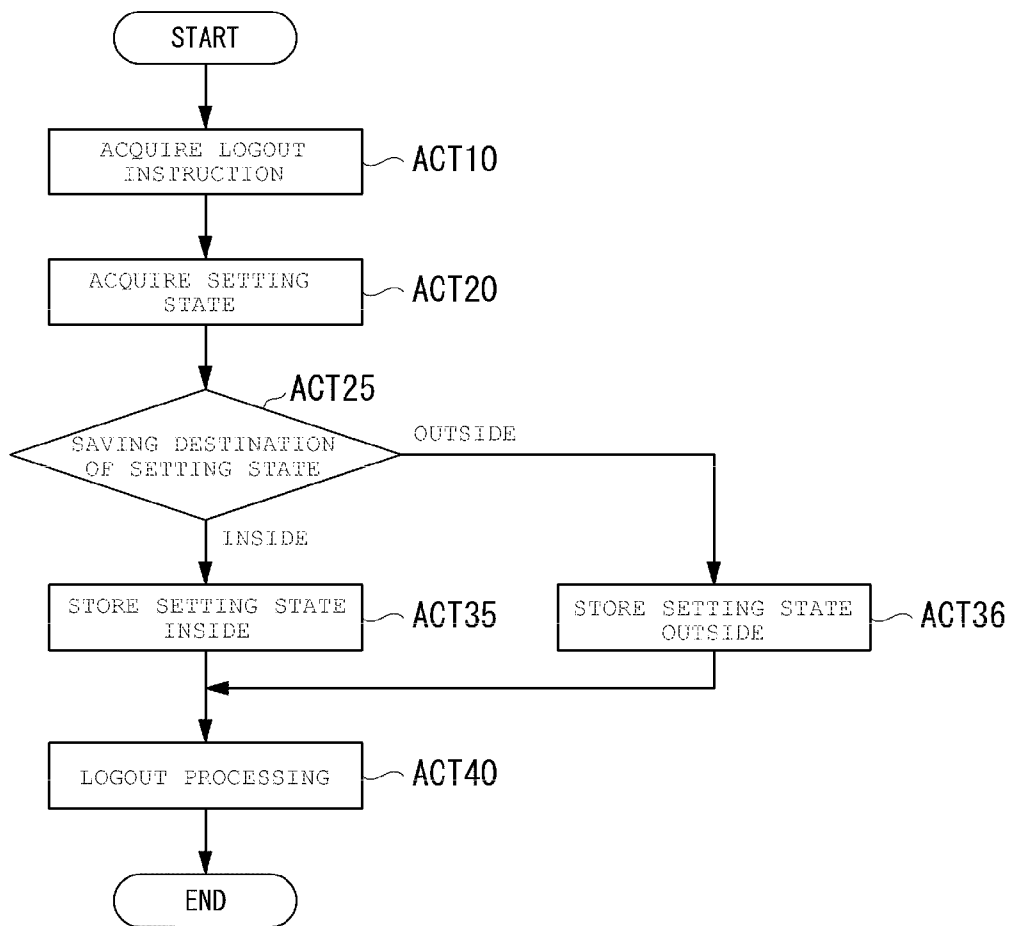 START
ACQUIRE LOGOUT
INSTRUCTION
ACT10
ACQUIRE SETTING
STATE
ACT20
ACT25
SAVING DESTINATION
OF SETTING STATE
OUTSIDE
INSIDE
STORE SETTING STATE
INSIDE
ACT35
STORE SETTING STATE
OUTSIDE
ACT36
LOGOUT PROCESSING
ACT40
END